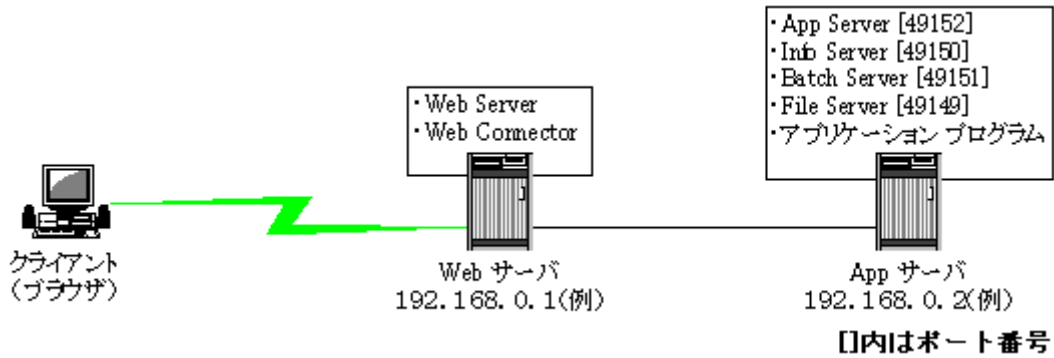 ・App Server [49152]
・Info Server [49150]
・Batch Server [49151]
・File Server [49149]
・アプリケーション プログラム
・Web Server
・Web Connector
クライアント
(ブラウザ)
Web サーバ
192.168.0.1(例)
App サーバ
192.168.0.2(例)
[]内はポート番号